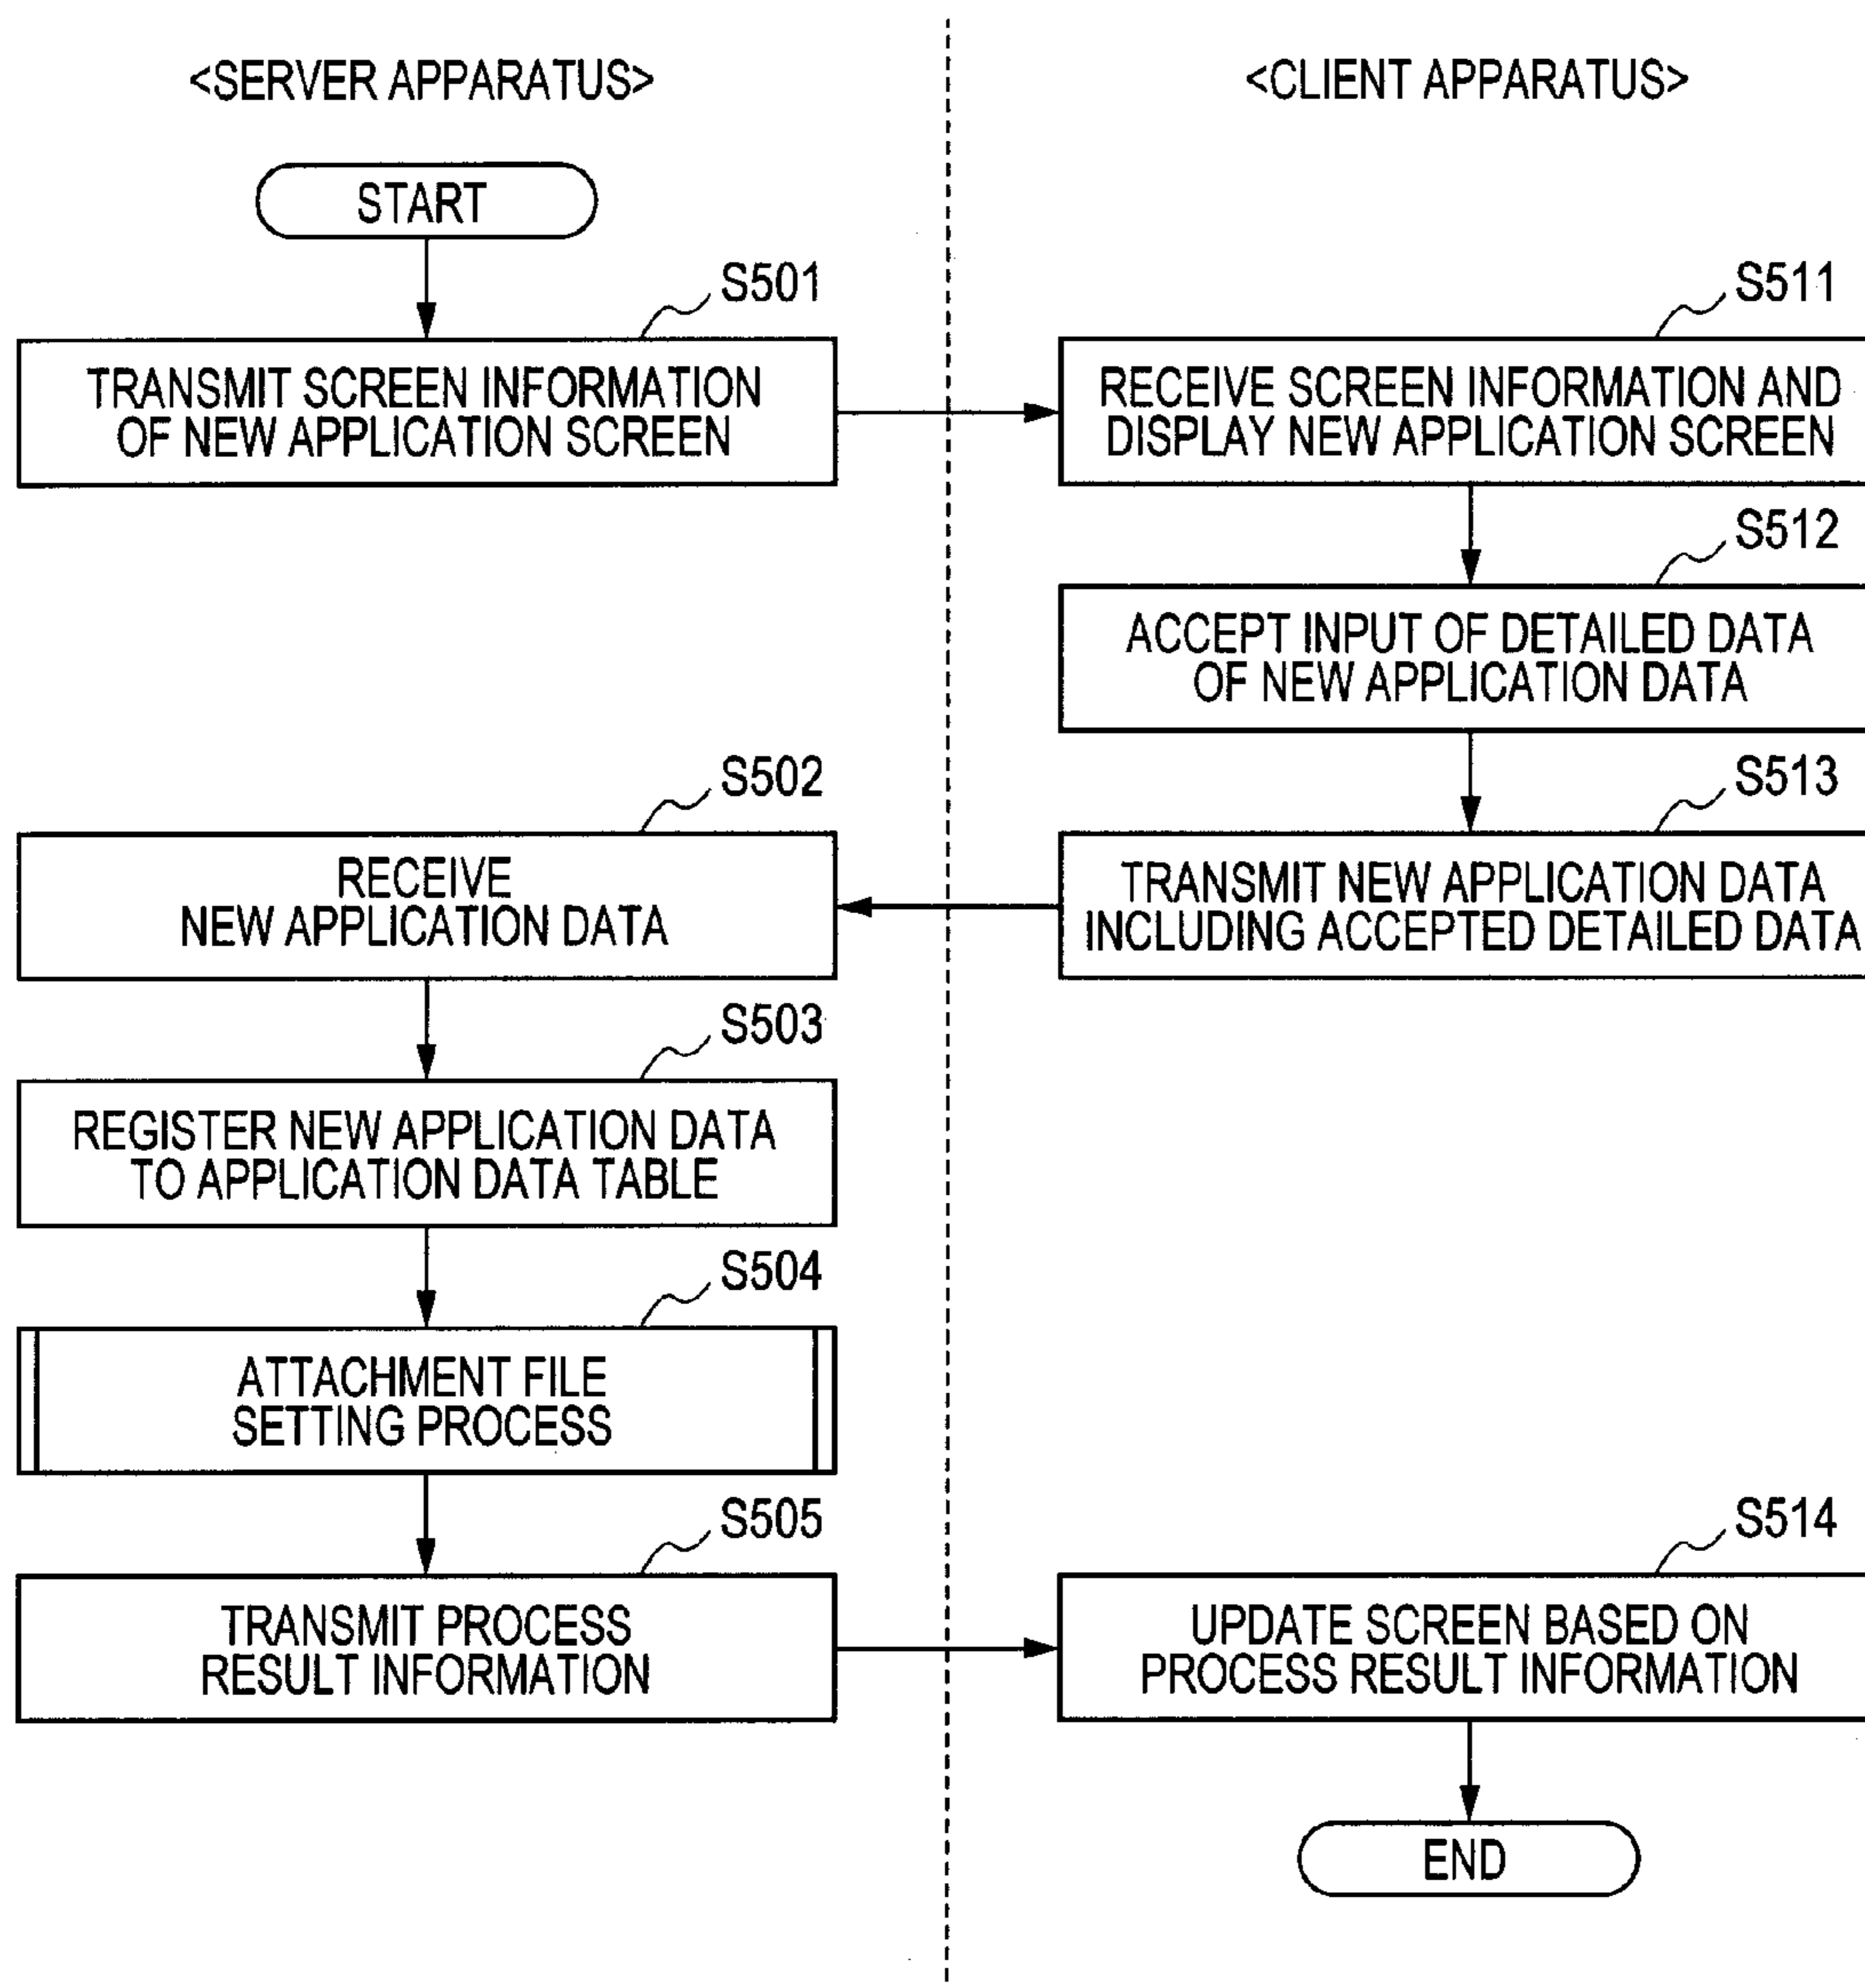 <SERVER APPARATUS>
<CLIENT APPARATUS>
START
S501
TRANSMIT SCREEN INFORMATION
OF NEW APPLICATION SCREEN
S511
RECEIVE SCREEN INFORMATION AND
DISPLAY NEW APPLICATION SCREEN
S512
ACCEPT INPUT OF DETAILED DATA
OF NEW APPLICATION DATA
S513
TRANSMIT NEW APPLICATION DATA
INCLUDING ACCEPTED DETAILED DATA
S502
RECEIVE
NEW APPLICATION DATA
S503
REGISTER NEW APPLICATION DATA
TO APPLICATION DATA TABLE
S504
ATTACHMENT FILE
SETTING PROCESS
S505
TRANSMIT PROCESS
RESULT INFORMATION
S514
UPDATE SCREEN BASED ON
PROCESS RESULT INFORMATION
END